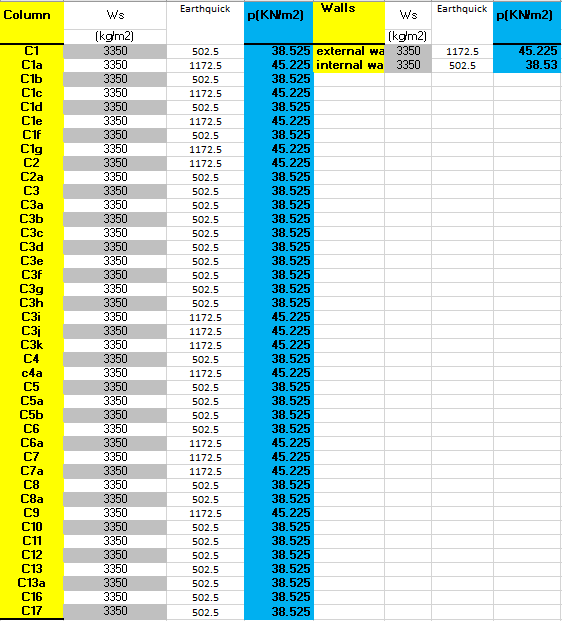 Column Ws Earthquick p(KN/m2) Walls Ws Earthquick p(KN/m2)
(kg/m2) (kg/m2)
C1 3350 502.5 38.525 external wa 3350 1172.5 45.225
C1a 3350 1172.5 45.225 internal wa 3350 502.5 38.53
C1b 3350 502.5 38.525
C1c 3350 1172.5 45.225
C1d 3350 502.5 38.525
C1e 3350 1172.5 45.225
C1f 3350 502.5 38.525
C1g 3350 1172.5 45.225
C2 3350 1172.5 45.225
C2a 3350 502.5 38.525
C3 3350 502.5 38.525
C3a 3350 502.5 38.525
C3b 3350 502.5 38.525
C3c 3350 502.5 38.525
C3d 3350 502.5 38.525
C3e 3350 502.5 38.525
C3f 3350 502.5 38.525
C3g 3350 502.5 38.525
C3h 3350 502.5 38.525
C3i 3350 1172.5 45.225
C3j 3350 1172.5 45.225
C3k 3350 1172.5 45.225
C4 3350 502.5 38.525
c4a 3350 1172.5 45.225
C5 3350 502.5 38.525
C5a 3350 502.5 38.525
C5b 3350 502.5 38.525
C6 3350 502.5 38.525
C6a 3350 1172.5 45.225
C7 3350 1172.5 45.225
C7a 3350 1172.5 45.225
C8 3350 502.5 38.525
C8a 3350 502.5 38.525
C9 3350 1172.5 45.225
C10 3350 502.5 38.525
C11 3350 502.5 38.525
C12 3350 502.5 38.525
C13 3350 502.5 38.525
C13a 3350 502.5 38.525
C16 3350 502.5 38.525
C17 3350 502.5 38.525